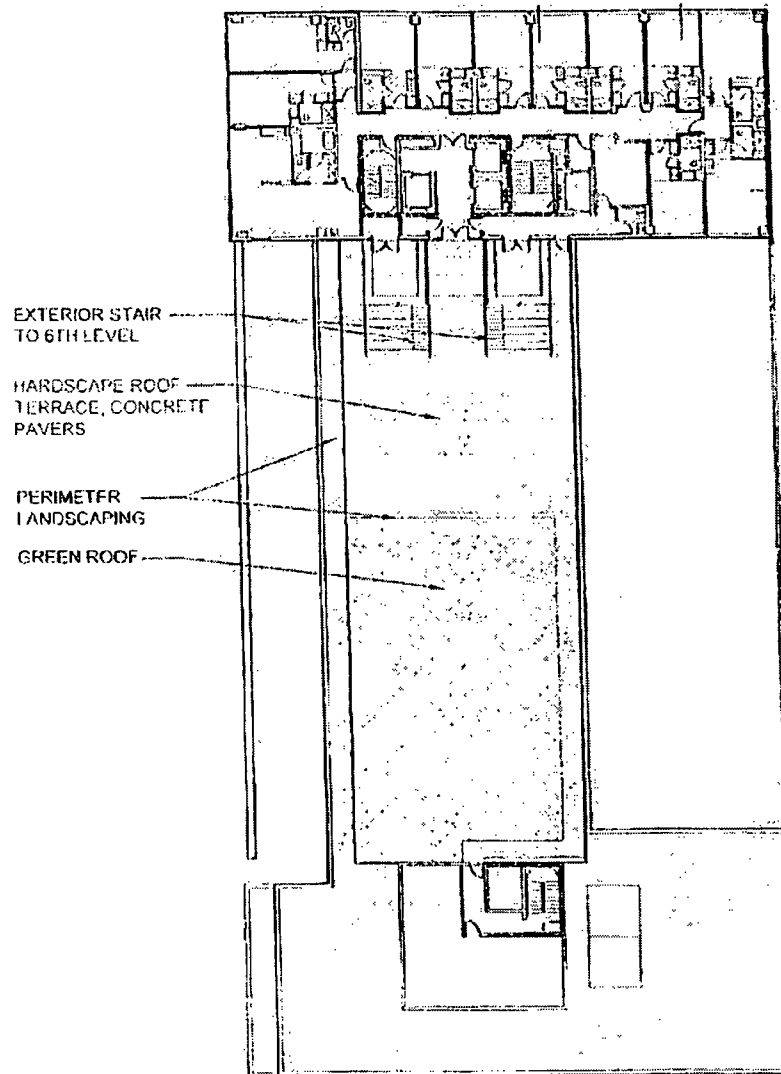 EXTERIOR STAIR
TO 6TH LEVEL
HARDSCAPE ROOF
TERRACE, CONCRETE
PAVERS
PERIMETER
LANDSCAPING
GREEN ROOF